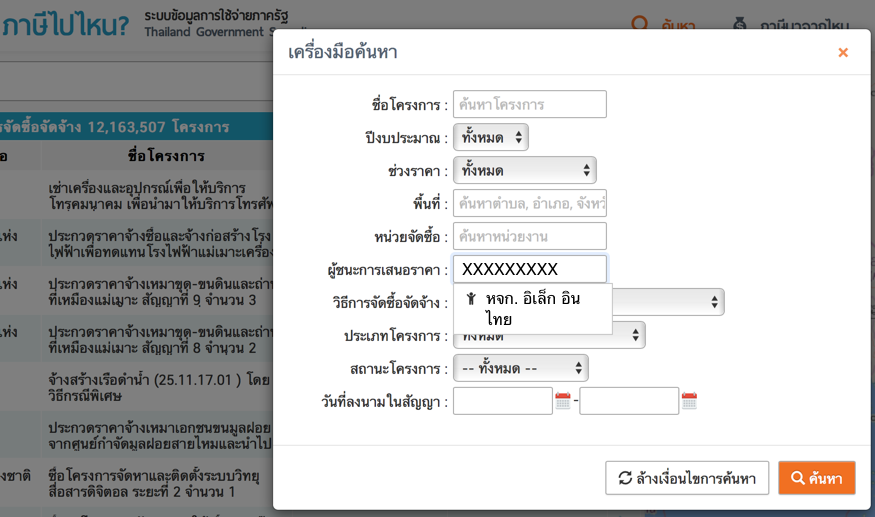 ภาษีไปไหน?
ระบบข้อมูลการใช้จ่ายภาครัฐ
Thailand Government
ค้นหา
ภาษีมาจากไหน
จัดซื้อจัดจ้าง 12,163,507 โครงการ
ชื่อโครงการ
เช่าเครื่องและอุปกรณ์เพื่อให้บริการ
โทรคมนาคม เพื่อนำมาให้บริการโทรศัพ
แห่ง
ประกวดราคาจ้างซื้อและจ้างก่อสร้างโรง
ไฟฟ้าเพื่อทดแทนโรงไฟฟ้าแม่เมาะเครื่อง
แห่ง
ประกวดราคาจ้างเหมาขุด-ขนดินและถ่าน
ที่เหมืองแม่เมาะ สัญญาที่ 9 จำนวน 3
แห่ง
ประกวดราคาจ้างเหมาขุด-ขนดินและถ่าน
ที่เหมืองแม่เมาะ สัญญาที่ 8 จำนวน 2
จ้างสร้างเรือดำน้ำ (25.11.17.01 ) โดย
วิธีกรณีพิเศษ
ประกวดราคาจ้างเหมาเอกชนขนมูลฝอย
จากศูนย์กำจัดมูลฝอยสายไหมและนำไป
งชาติ
ซื้อโครงการจัดหาและติดตั้งระบบวิทยุ
สื่อสารดิจิตอล ระยะที่ 2 จำนวน 1
เครื่องมือค้นหา
×
ชื่อโครงการ : ค้นหาโครงการ
ปีงบประมาณ : ทั้งหมด
ช่วงราคา : ทั้งหมด
พื้นที่ : ค้นหาตำบล, อำเภอ, จังหวั
หน่วยจัดซื้อ : ค้นหาหน่วยงาน
ผู้ชนะการเสนอราคา : XXXXXXXXX
หจก. อิเล็ก อิน
ไทย
วิธีการจัดซื้อจัดจ้าง :
ประเภทโครงการ : ทั้งหมด
สถานะโครงการ : -- ทั้งหมด --
วันที่ลงนามในสัญญา : -
ล้างเงื่อนไขการค้นหา
ค้นหา